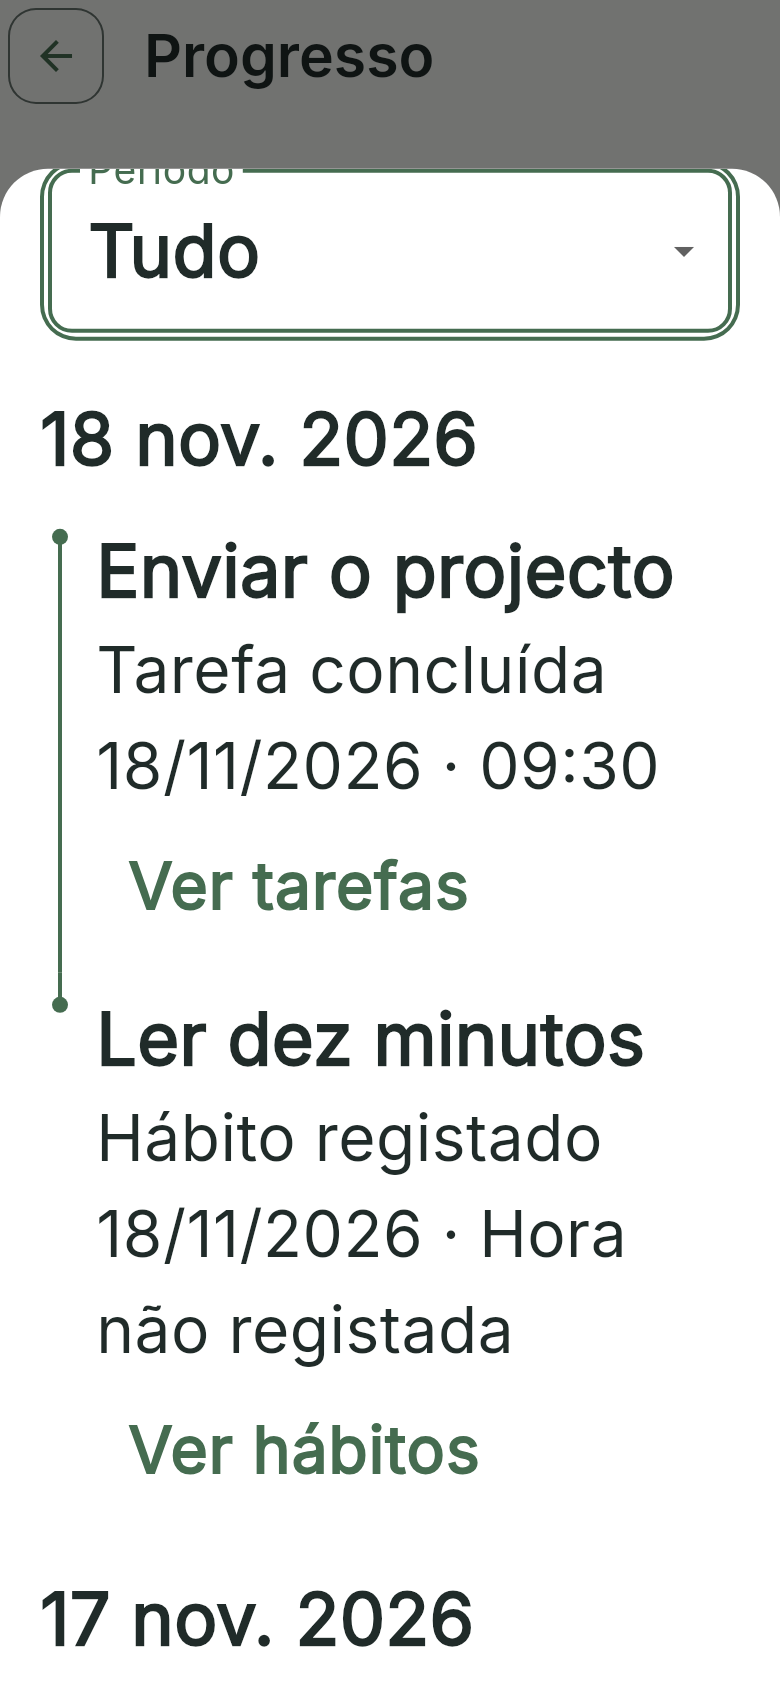 Progresso
Período
Tudo
18 nov. 2026
Enviar o projecto
Tarefa concluída
18/11/2026 · 09:30
Ver tarefas
Ler dez minutos
Hábito registado
18/11/2026 · Hora
não registada
Ver hábitos
17 nov. 2026